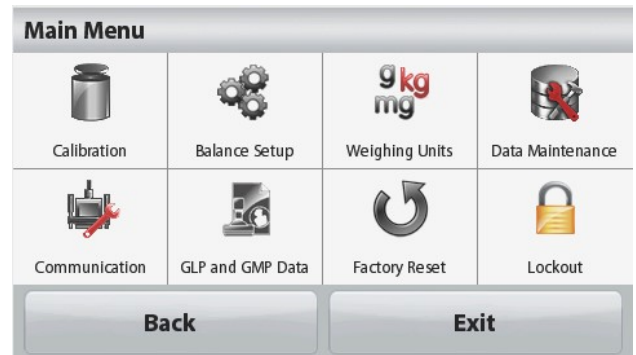 Main Menu
g kg
mg
Calibration
Balance Setup
Weighing Units
Data Maintenance
Communication
GLP and GMP Data
Factory Reset
Lockout
Back
Exit